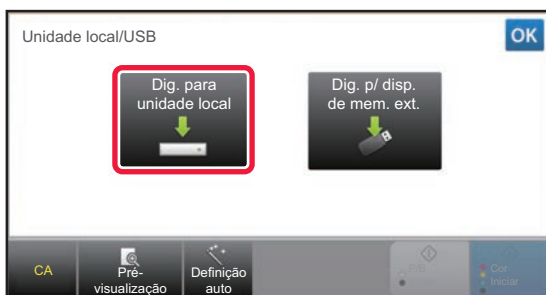 Unidade local/USB
OK
Dig. para
unidade local
Dig. p/ disp.
de mem. ext.
CA
Pré-
visualização
Definição
auto
P/B
Iniciar
Cor
Iniciar